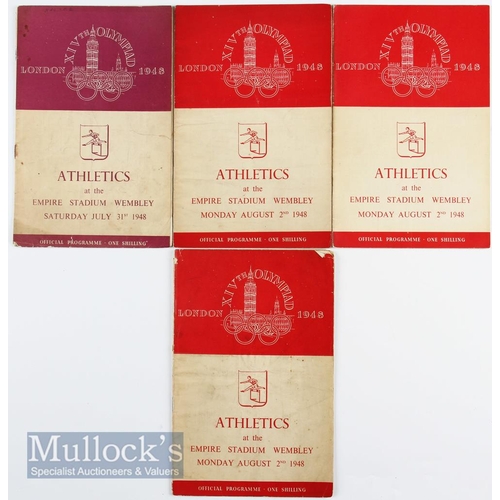 XIVTH OLYMPIAD
LONDON 1948
ATHLETICS
at the
EMPIRE STADIUM WEMBLEY
SATURDAY JULY 31ST 1948
OFFICIAL PROGRAMME · ONE SHILLING
XIVTH OLYMPIAD
LONDON 1948
ATHLETICS
at the
EMPIRE STADIUM WEMBLEY
MONDAY AUGUST 2ND 1948
OFFICIAL PROGRAMME · ONE SHILLING
XIVTH OLYMPIAD
LONDON 1948
ATHLETICS
at the
EMPIRE STADIUM WEMBLEY
MONDAY AUGUST 2ND 1948
OFFICIAL PROGRAMME · ONE SHILLING
XIVTH OLYMPIAD
LONDON 1948
ATHLETICS
at the
EMPIRE STADIUM WEMBLEY
MONDAY AUGUST 2ND 1948
OFFICIAL PROGRAMME · ONE SHILLING
Mullock's
Specialist Auctioneers & Valuers